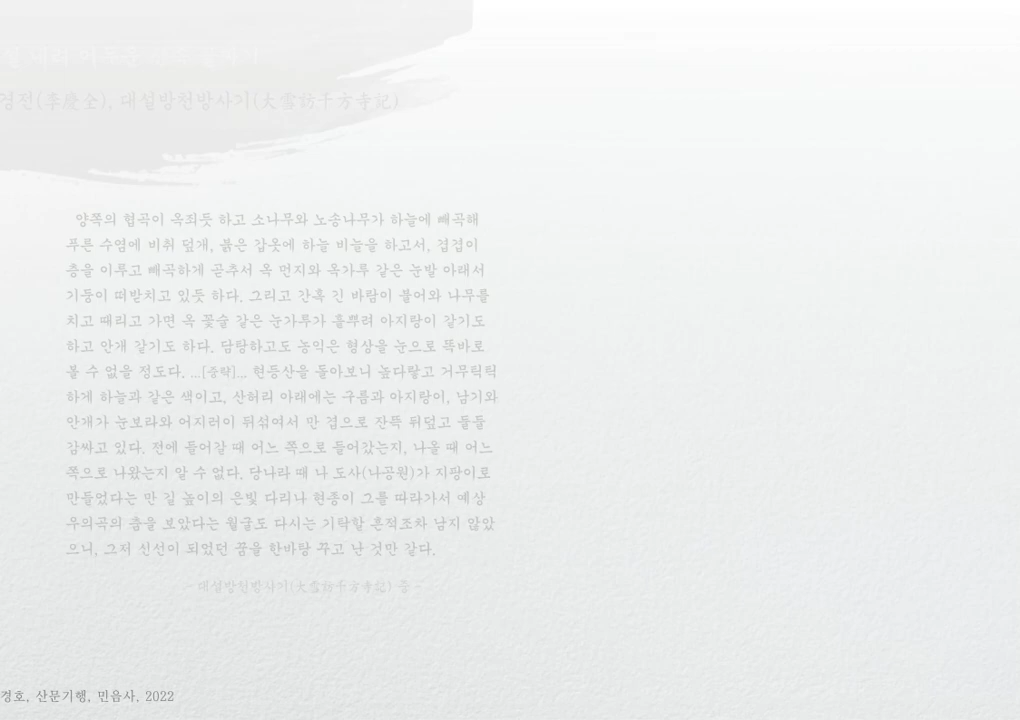 경전(李慶全), 대설방천방사기(大雪訪千方寺記)
양쪽의 협곡이 옥죄듯 하고 소나무와 노송나무가 하늘에 빼곡해
푸른 수염에 비취 덮개, 붉은 갑옷에 하늘 비늘을 하고서, 겹겹이
층을 이루고 빼곡하게 곧추서 옥 먼지와 옥가루 같은 눈발 아래서
기둥이 떠받치고 있듯 하다. 그리고 간혹 긴 바람이 불어와 나무를
치고 때리고 가면 옥 꽃술 같은 눈가루가 흩뿌려 아지랑이 같기도
하고 안개 같기도 하다. 담탕하고도 농익은 형상을 눈으로 똑바로
볼 수 없을 정도다. ...[중략]... 현등산을 돌아보니 높다랗고 거무튁튁
하게 하늘과 같은 색이고, 산허리 아래에는 구름과 아지랑이, 남기와
안개가 눈보라와 어지러이 뒤섞여서 만 겹으로 잔뜩 뒤덮고 둘둘
감싸고 있다. 전에 들어갈 때 어느 쪽으로 들어갔는지, 나올 때 어느
쪽으로 나왔는지 알 수 없다. 당나라 때 나 도사(나공원)가 지팡이로
만들었다는 만 길 높이의 은빛 다리나 현종이 그를 따라가서 예상
우의곡의 춤을 보았다는 월궁도 다시는 기탁할 흔적조차 남지 않았
으니, 그저 신선이 되었던 꿈을 한바탕 꾸고 난 것만 같다.
- 대설방천방사기(大雪訪千方寺記) 중 -
경호, 산문기행, 민음사, 2022